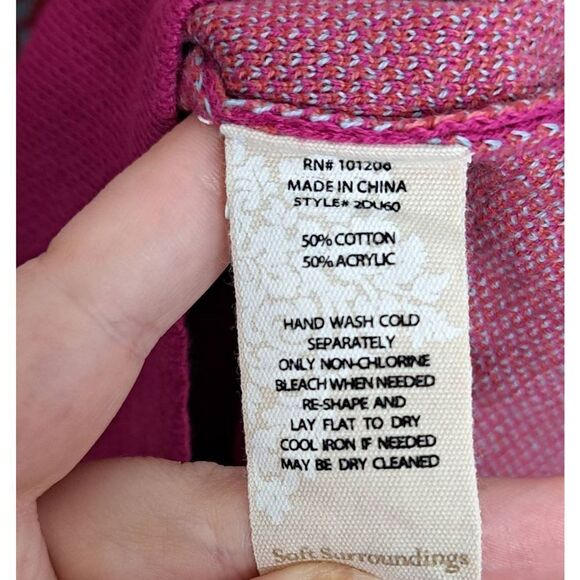 RN# 101206
MADE IN CHINA
STYLE# 2DU60
50% COTTON
50% ACRYLIC
HAND WASH COLD
SEPARATELY
ONLY NON-CHLORINE
BLEACH WHEN NEEDED
RE-SHAPE AND
LAY FLAT TO DRY
COOL IRON IF NEEDED
MAY BE DRY CLEANED
Soft Surroundings